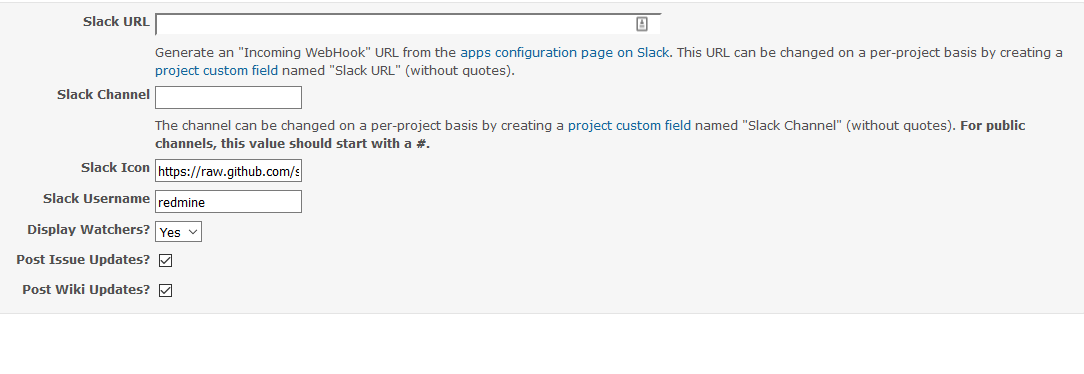 Slack URL
Generate an "Incoming WebHook" URL from the apps configuration page on Slack. This URL can be changed on a per-project basis by creating a
project custom field named "Slack URL" (without quotes).
Slack Channel
The channel can be changed on a per-project basis by creating a project custom field named "Slack Channel" (without quotes). For public
channels, this value should start with a #.
Slack Icon https://raw.github.com/s
Slack Username redmine
Display Watchers? Yes
Post Issue Updates?
Post Wiki Updates?